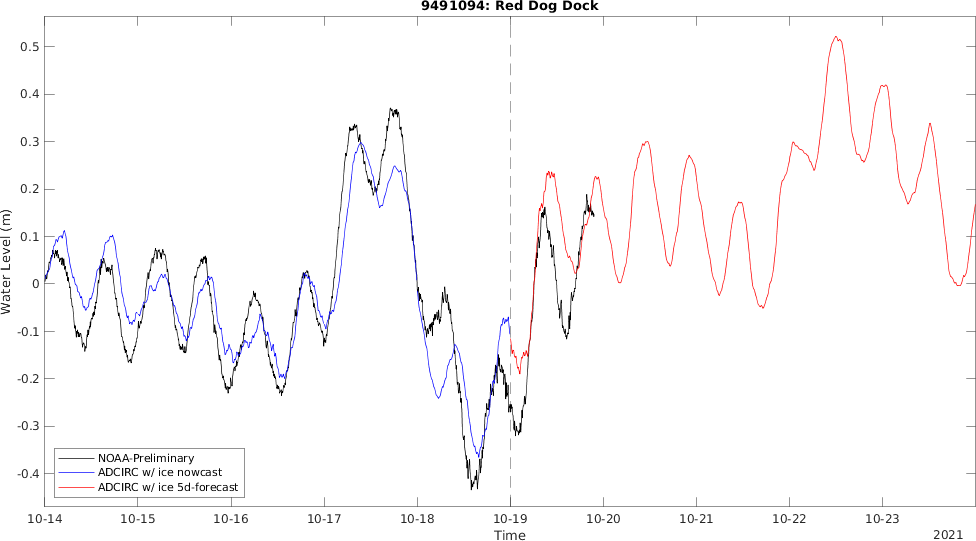 9491094: Red Dog Dock
0.5
0.4
0.3
0.2
0.1
0
-0.1
-0.2
-0.3
-0.4
Water Level (m)
NOAA-Preliminary
ADCIRC w/ ice nowcast
ADCIRC w/ ice 5d-forecast
10-14 10-15 10-16 10-17 10-18 10-19 10-20 10-21 10-22 10-23
Time
2021